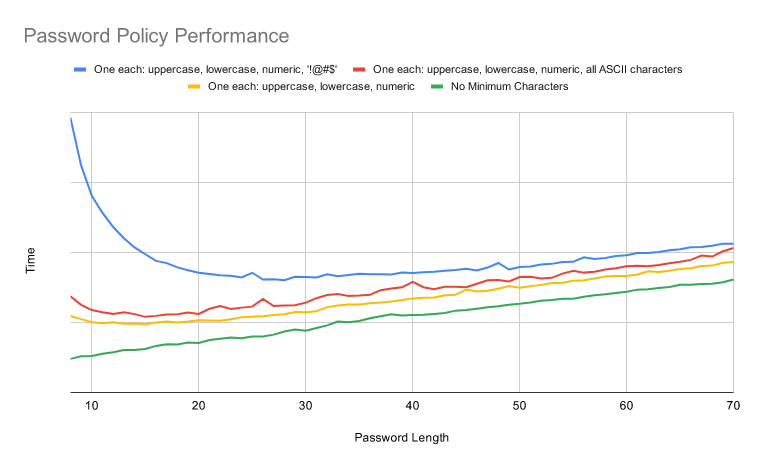 Password Policy Performance
One each: uppercase, lowercase, numeric, '!@#$' One each: uppercase, lowercase, numeric, all ASCII characters
One each: uppercase, lowercase, numeric No Minimum Characters
Time
10 20 30 40 50 60 70
Password Length